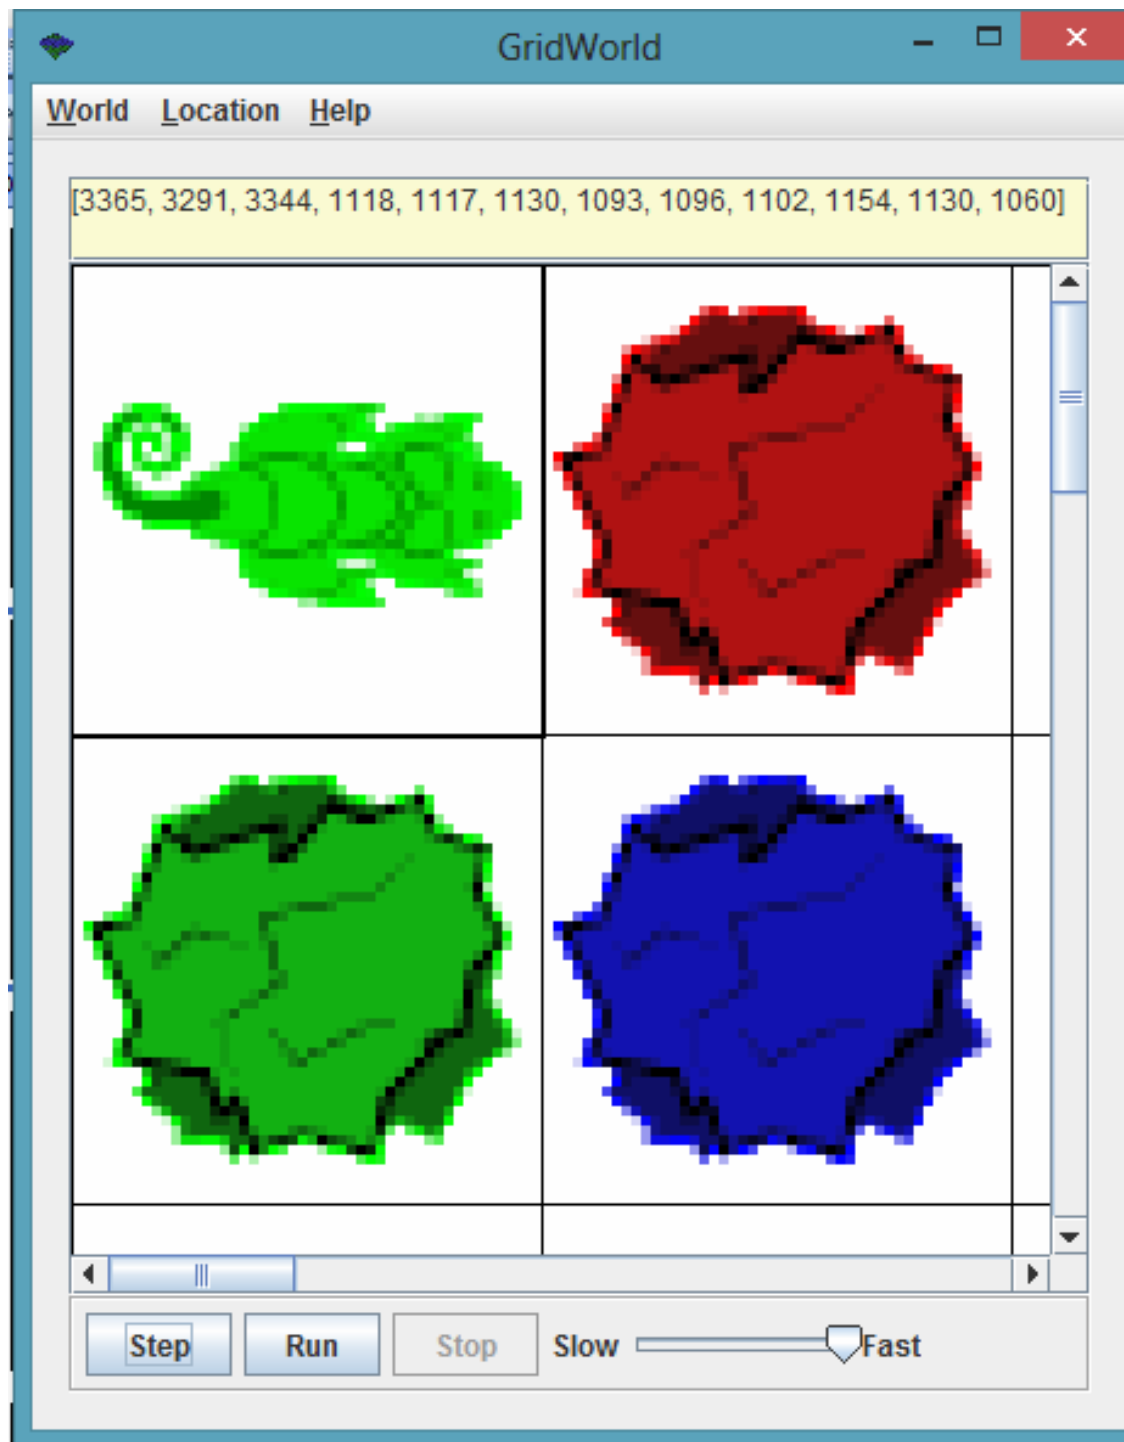 GridWorld
World Location Help
[3365, 3291, 3344, 1118, 1117, 1130, 1093, 1096, 1102, 1154, 1130, 1060]
Step Run Stop Slow Fast